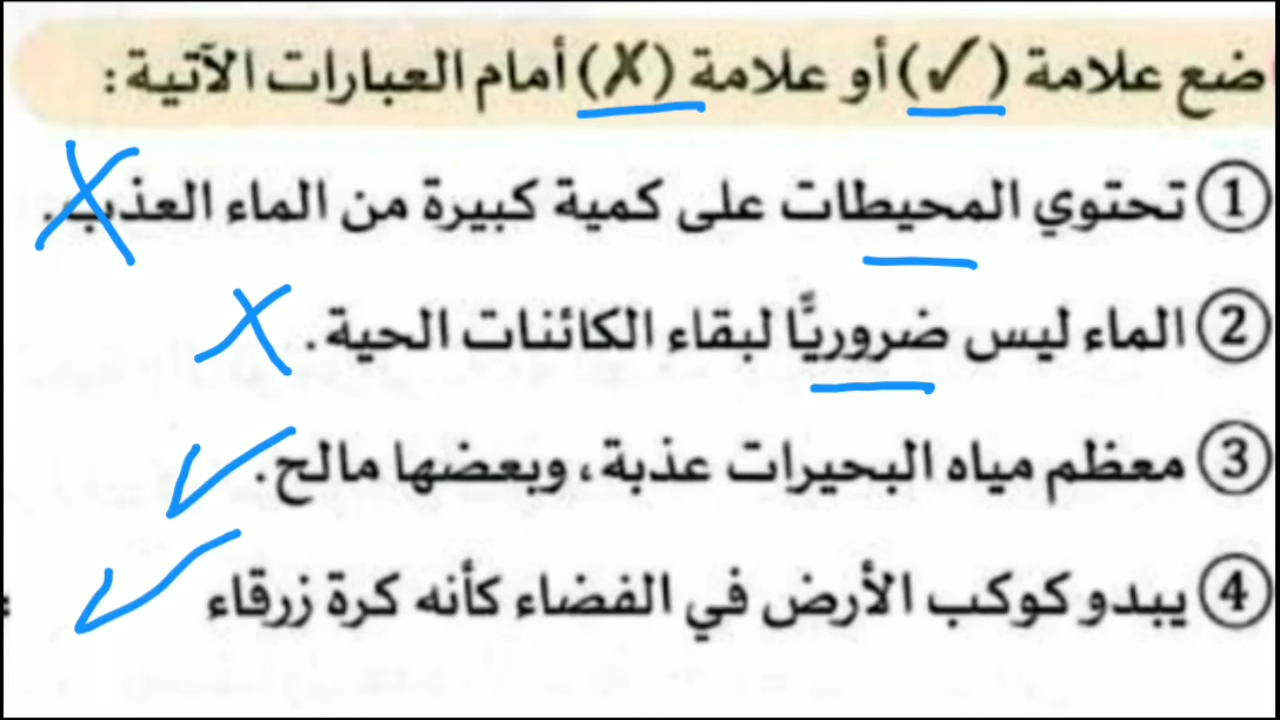 ضع علامة (✓) أو علامة (✗) أمام العبارات الآتية :
① تحتوي المحيطات على كمية كبيرة من الماء العذب. ✗
② الماء ليس ضروريًّا لبقاء الكائنات الحية. ✗
③ معظم مياه البحيرات عذبة، وبعضها مالح. ✓
④ يبدو كوكب الأرض في الفضاء كأنه كرة زرقاء ✓